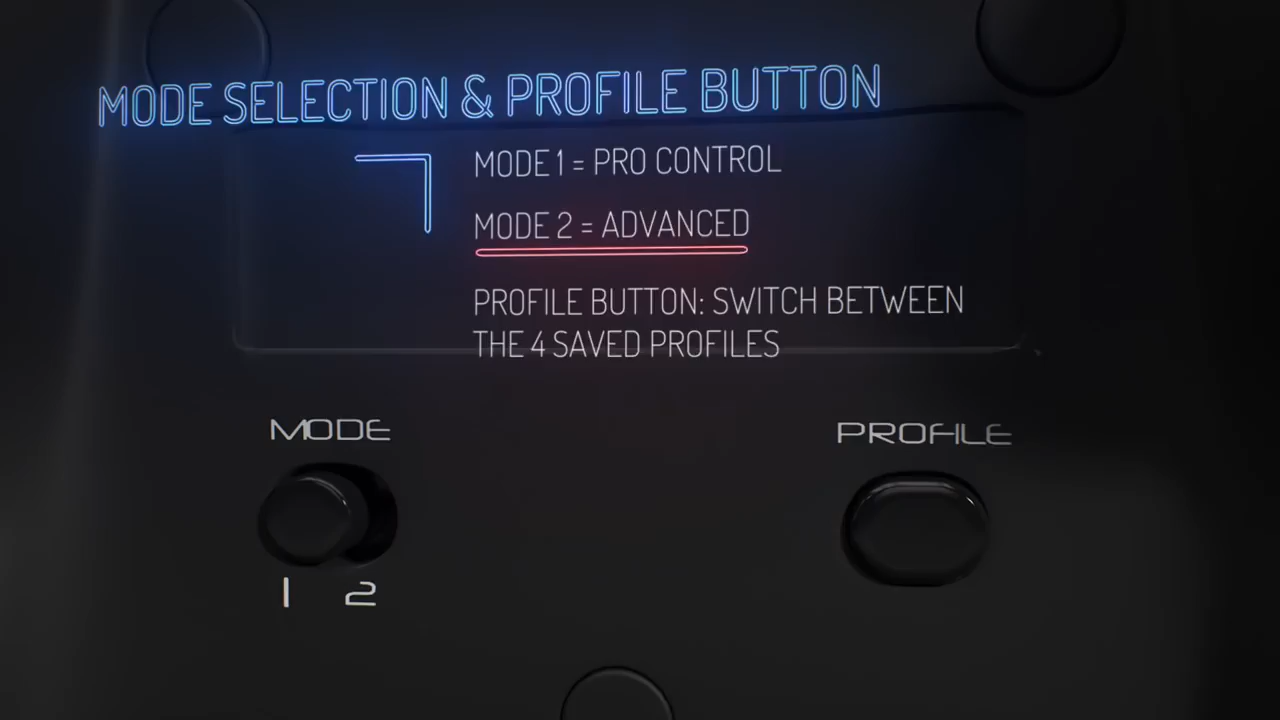 MODE SELECTION & PROFILE BUTTON
MODE 1 = PRO CONTROL
MODE 2 = ADVANCED
PROFILE BUTTON: SWITCH BETWEEN
THE 4 SAVED PROFILES
MODE
PROFILE
1 2